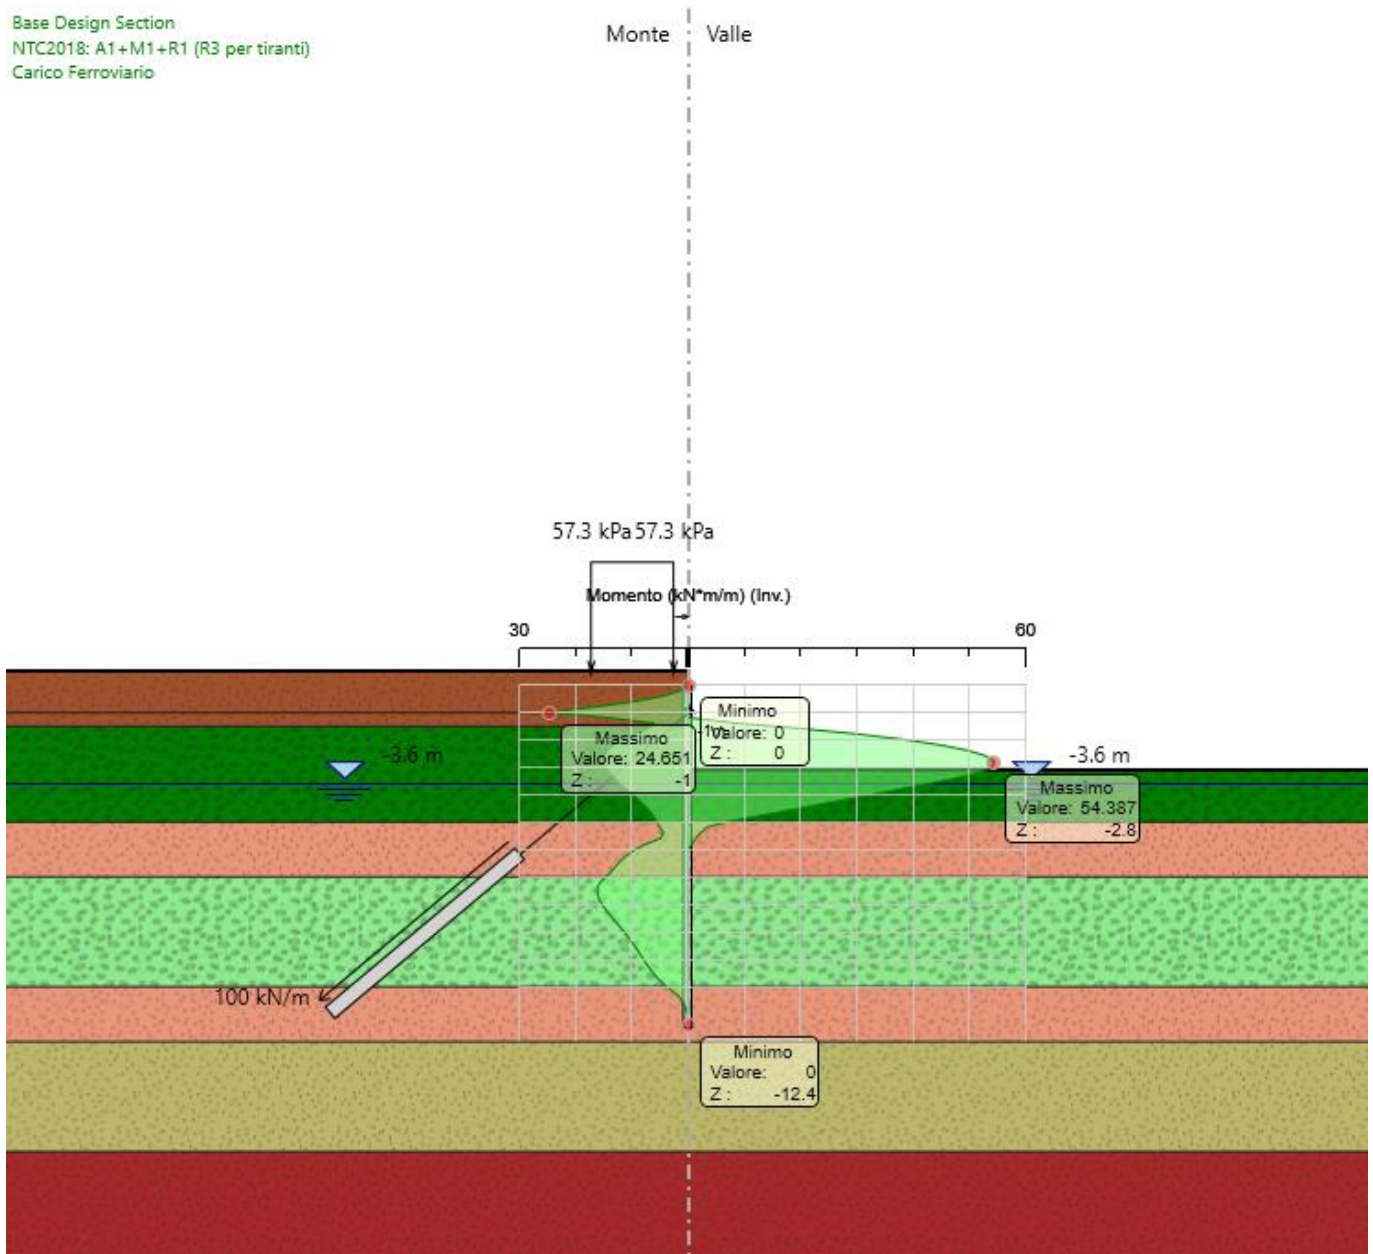 Base Design Section
NTC2018: A1+M1+R1 (R3 per tiranti)
Carico Ferroviario
Monte
Valle
57.3 kPa
57.3 kPa
Momento (kN*m/m) (Inv.)
30
60
Minimo
Valore: 0
Z : 0
Massimo
Valore: 24.651
Z : -1
-3.6 m
-3.6 m
Massimo
Valore: 54.387
Z : -2.8
100 kN/m
Minimo
Valore: 0
Z : -12.4